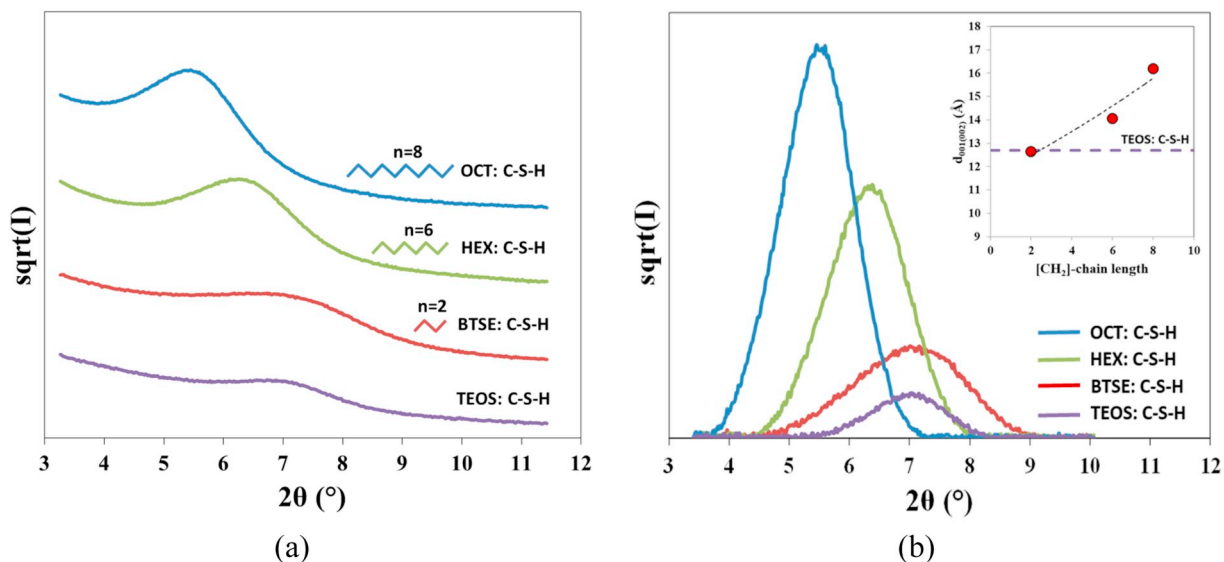 sqrt(I)
n=8
OCT: C-S-H
n=6
HEX: C-S-H
n=2
BTSE: C-S-H
TEOS: C-S-H
3 4 5 6 7 8 9 10 11 12
2θ (°)
(a)
sqrt(I)
18
17
16
15
14
13
12
11
10
9
d001(002) (Å)
TEOS: C-S-H
0 2 4 6 8 10
[CH2]-chain length
OCT: C-S-H
HEX: C-S-H
BTSE: C-S-H
TEOS: C-S-H
3 4 5 6 7 8 9 10 11 12
2θ (°)
(b)